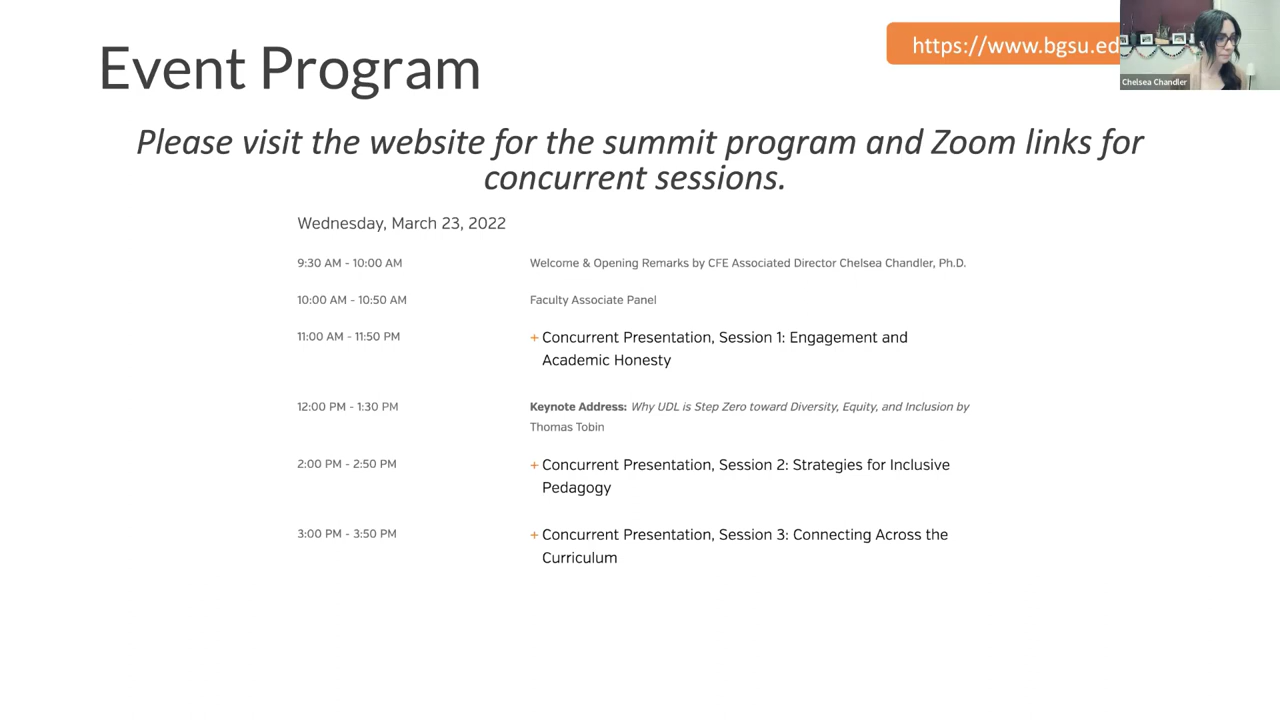 Event Program
https://www.bgsu.ed
Chelsea Chandler
Please visit the website for the summit program and Zoom links for
concurrent sessions.
Wednesday, March 23, 2022
9:30 AM - 10:00 AM Welcome & Opening Remarks by CFE Associated Director Chelsea Chandler, Ph.D.
10:00 AM - 10:50 AM Faculty Associate Panel
11:00 AM - 11:50 PM + Concurrent Presentation, Session 1: Engagement and
Academic Honesty
12:00 PM - 1:30 PM Keynote Address: Why UDL is Step Zero toward Diversity, Equity, and Inclusion by
Thomas Tobin
2:00 PM - 2:50 PM + Concurrent Presentation, Session 2: Strategies for Inclusive
Pedagogy
3:00 PM - 3:50 PM + Concurrent Presentation, Session 3: Connecting Across the
Curriculum